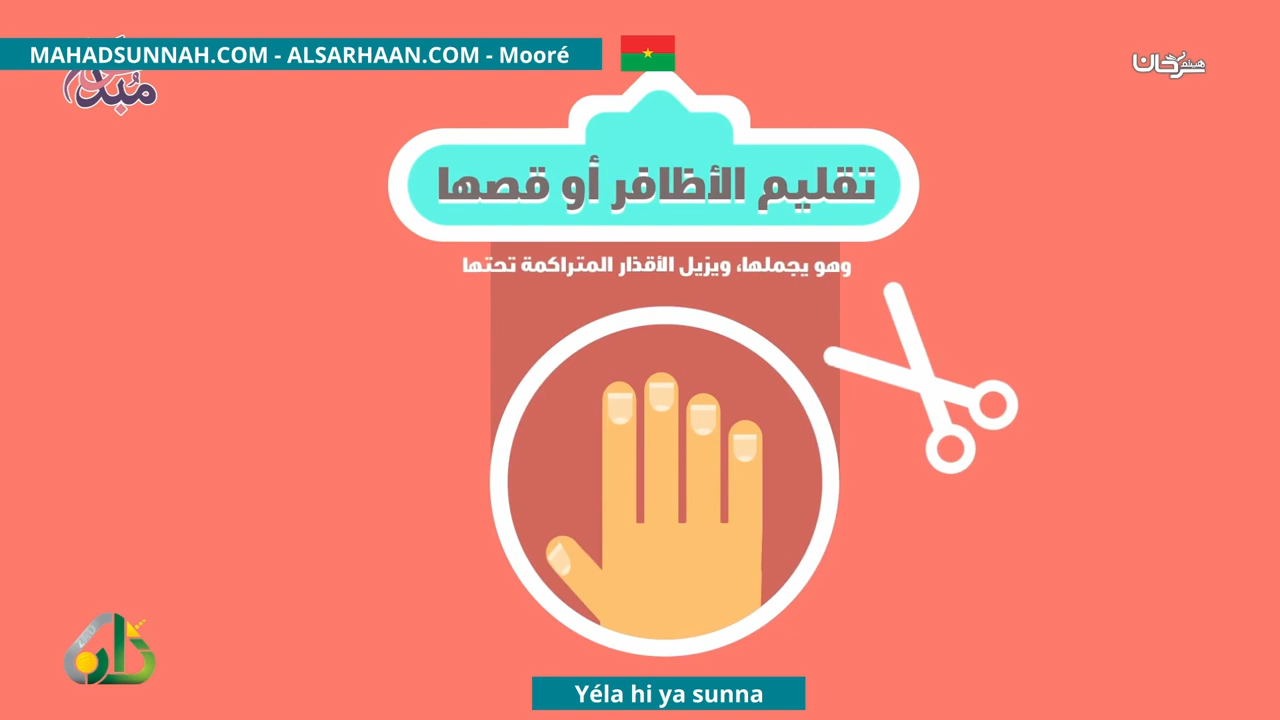 MAHADSUNNAH.COM - ALSARHAAN.COM - Mooré
تقليم الأظافر أو قصها
وهو يجملها، ويزيل الأقذار المتراكمة تحتها
Yéla hi ya sunna